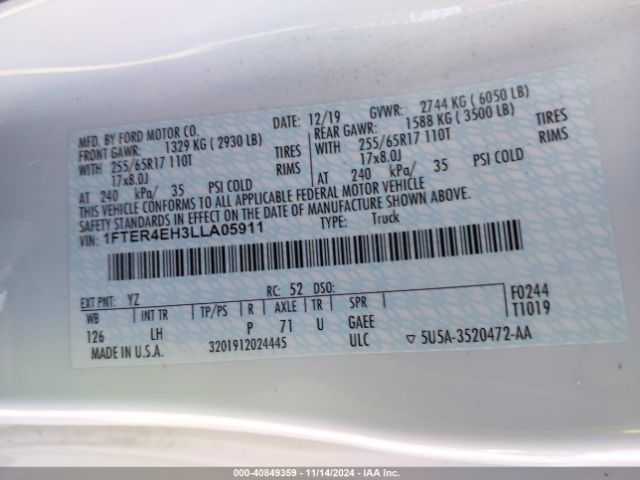 MFD. BY FORD MOTOR CO.
DATE: 12/19
GVWR: 2744 KG ( 6050 LB)
FRONT GAWR: 1329 KG ( 2930 LB)
REAR GAWR: 1588 KG ( 3500 LB)
WITH 255/65R17 110T TIRES
WITH 255/65R17 110T TIRES
17x8.0J RIMS
17x8.0J RIMS
AT 240 kPa/ 35 PSI COLD
AT 240 kPa/ 35 PSI COLD
THIS VEHICLE CONFORMS TO ALL APPLICABLE FEDERAL MOTOR VEHICLE
SAFETY STANDARDS IN EFFECT ON THE DATE OF MANUFACTURE SHOWN ABOVE.
VIN: 1FTER4EH3LLA05911
TYPE: Truck
EXT PNT: YZ RC: 52 DSO:
WB INT TR TP/PS R AXLE TR SPR
126 LH P 71 U GAEE
F0244
T1019
MADE IN U.S.A. 3201912024445 ULC ▽ 5U5A-3520472-AA
000-40849359 - 11/14/2024 - IAA Inc.